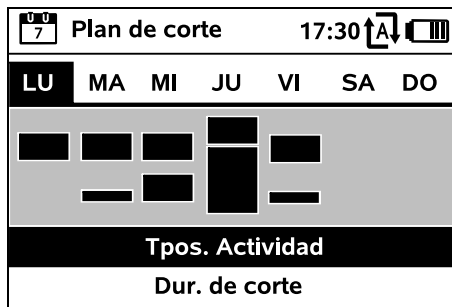 7 Plan de corte 17:30 A
LU MA MI JU VI SA DO
Tpos. Actividad
Dur. de corte